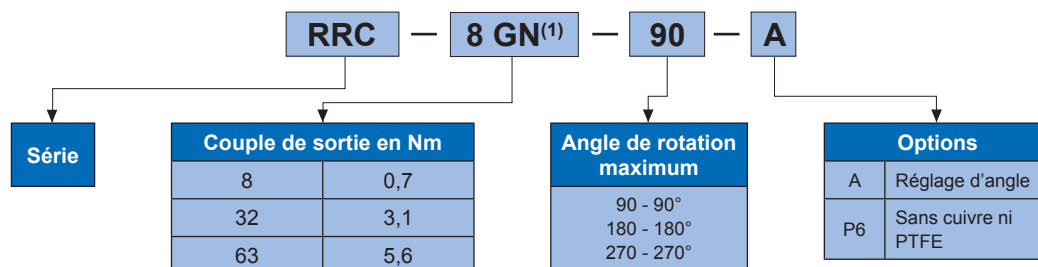 RRC — 8 GN(1) — 90 — A
Série
Couple de sortie en Nm
8 0,7
32 3,1
63 5,6
Angle de rotation
maximum
90 - 90°
180 - 180°
270 - 270°
Options
A Réglage d’angle
P6 Sans cuivre ni
PTFE